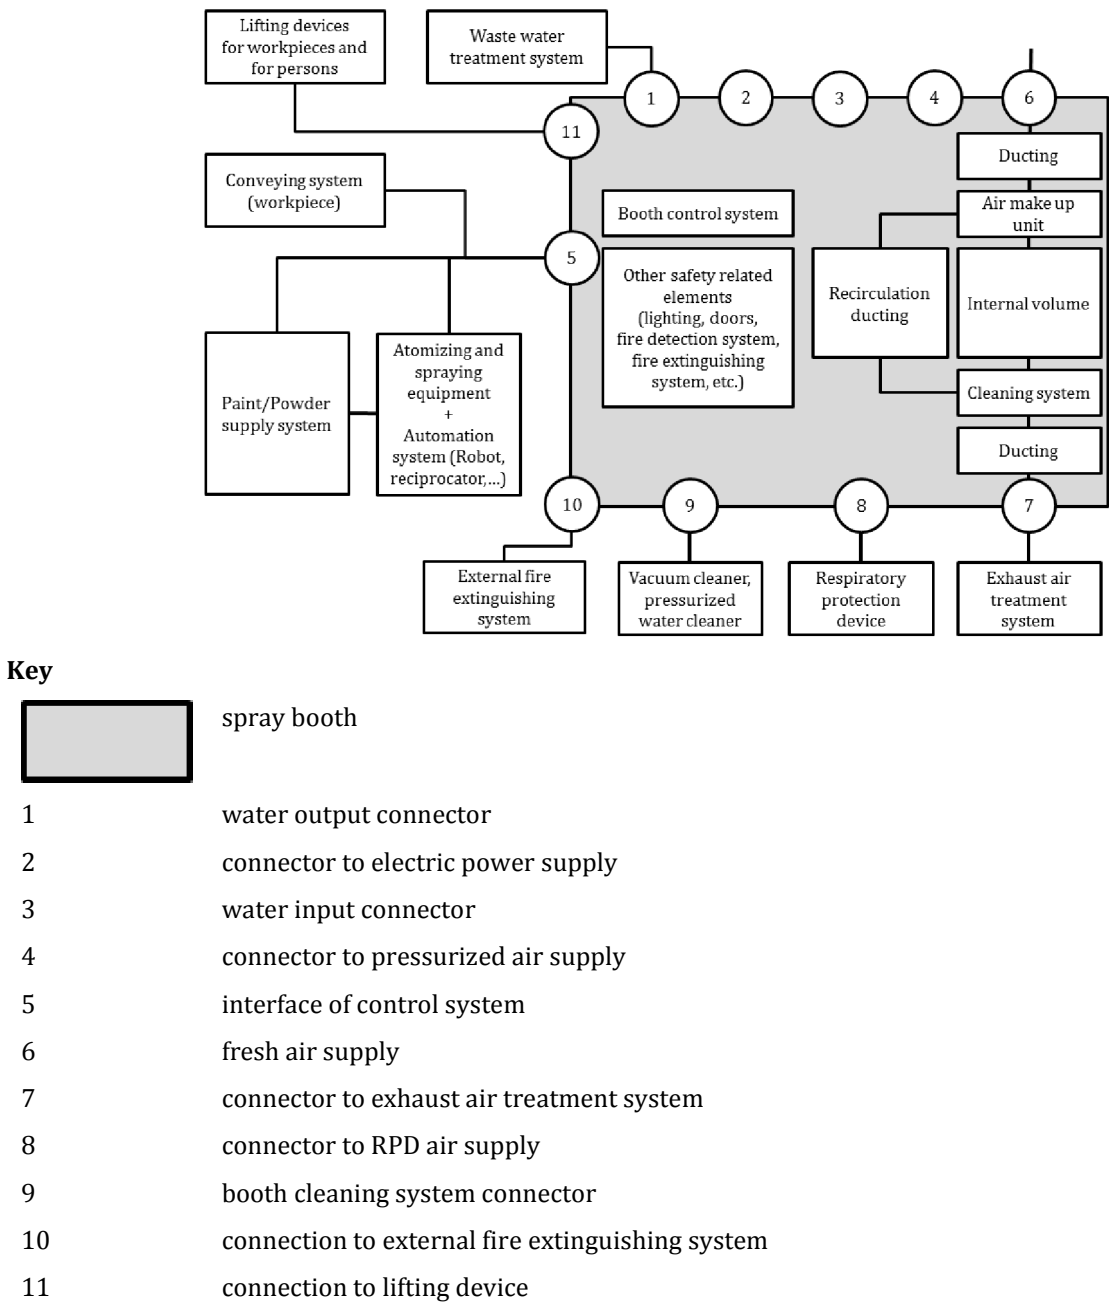 Lifting devices
for workpieces and
for persons
Waste water
treatment system
1
2
3
4
6
11
Ducting
Conveying system
(workpiece)
Booth control system
Air make up
unit
5
Other safety related
elements
(lighting, doors,
fire detection system,
fire extinguishing
system, etc.)
Recirculation
ducting
Internal volume
Paint/Powder
supply system
Atomizing and
spraying
equipment
+
Automation
system (Robot,
reciprocator,...)
Cleaning system
Ducting
10
9
8
7
External fire
extinguishing
system
Vacuum cleaner,
pressurized
water cleaner
Respiratory
protection
device
Exhaust air
treatment
system
Key
spray booth
1 water output connector
2 connector to electric power supply
3 water input connector
4 connector to pressurized air supply
5 interface of control system
6 fresh air supply
7 connector to exhaust air treatment system
8 connector to RPD air supply
9 booth cleaning system connector
10 connection to external fire extinguishing system
11 connection to lifting device